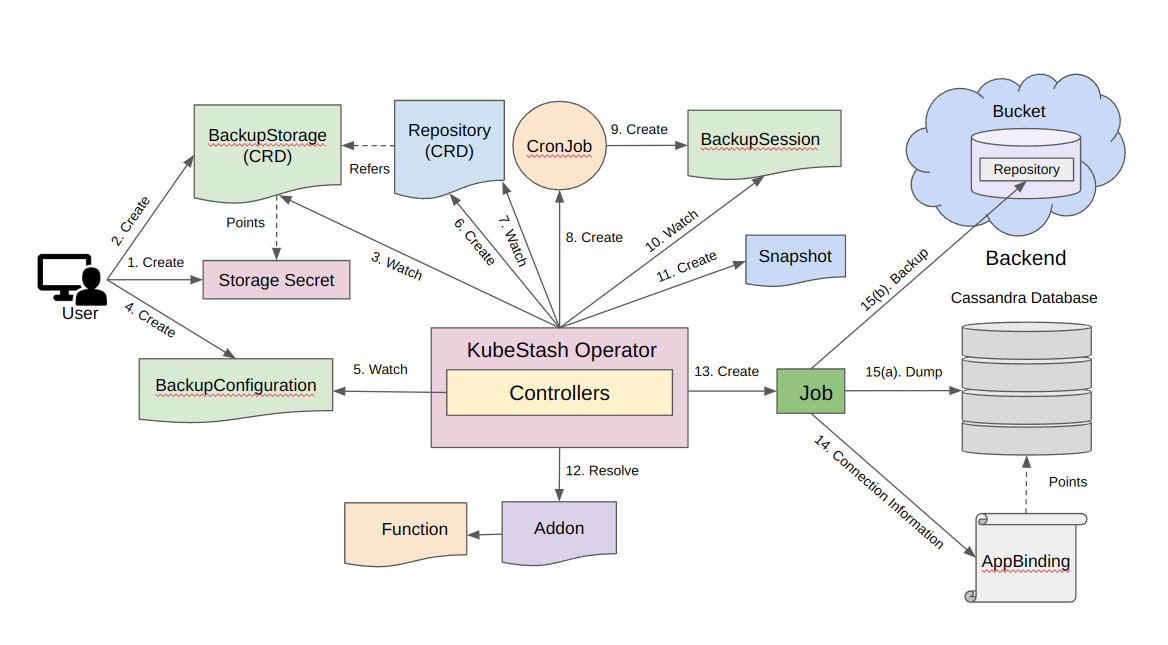 Bucket
Repository
Backend
BackupStorage
(CRD)
Repository
(CRD)
Refers
CronJob
9. Create
BackupSession
2. Create
Points
3. Watch
6. Create
7. Watch
8. Create
10. Watch
11. Create
Snapshot
15(b). Backup
1. Create
Storage Secret
User
4. Create
Cassandra Database
KubeStash Operator
Controllers
5. Watch
BackupConfiguration
13. Create
Job
15(a). Dump
12. Resolve
14. Connection Information
Points
Function
Addon
AppBinding